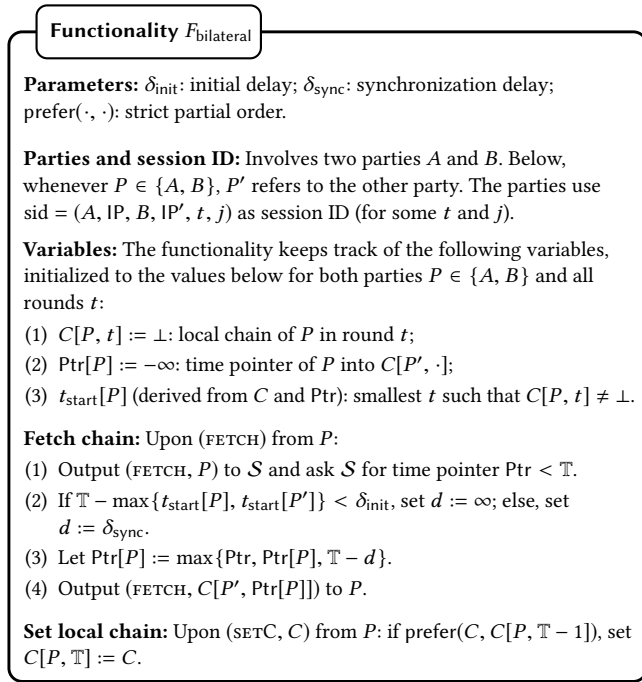 Functionality F_bilateral
Parameters: δ_init: initial delay; δ_sync: synchronization delay;
prefer(·, ·): strict partial order.
Parties and session ID: Involves two parties A and B. Below,
whenever P ∈ {A, B}, P′ refers to the other party. The parties use
sid = (A, IP, B, IP′, t, j) as session ID (for some t and j).
Variables: The functionality keeps track of the following variables,
initialized to the values below for both parties P ∈ {A, B} and all
rounds t:
(1) C[P, t] := ⊥: local chain of P in round t;
(2) Ptr[P] := −∞: time pointer of P into C[P′, ·];
(3) t_start[P] (derived from C and Ptr): smallest t such that C[P, t] ≠ ⊥.
Fetch chain: Upon (FETCH) from P:
(1) Output (FETCH, P) to 𝒮 and ask 𝒮 for time pointer Ptr < 𝕋.
(2) If 𝕋 − max{t_start[P], t_start[P′]} < δ_init, set d := ∞; else, set
d := δ_sync.
(3) Let Ptr[P] := max{Ptr, Ptr[P], 𝕋 − d}.
(4) Output (FETCH, C[P′, Ptr[P]]) to P.
Set local chain: Upon (SETC, C) from P: if prefer(C, C[P, 𝕋 − 1]), set
C[P, 𝕋] := C.